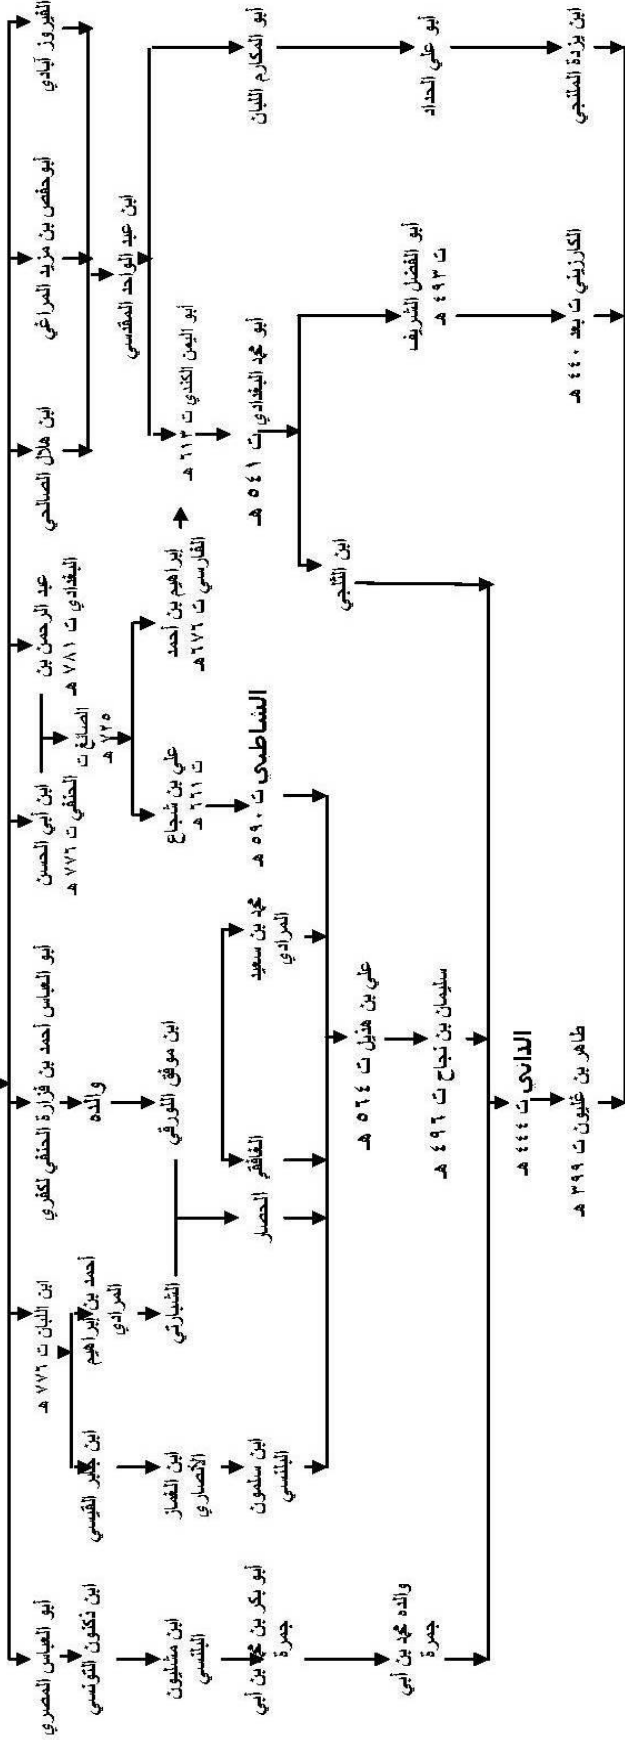 الفيروز آبادي
أبو حفص بن مزيد المراغي
ابن هلال الصالحي
عبد الرحمن بن
البغدادي ت ٧٨١ هـ
ابن أبي الحسن
الحنفي ت ٧٧٦ هـ
أبو العباس أحمد بن فزارة الحنفي لكفري
ابن اللبان ت ٧٧٦ هـ
أبو العباس المصري
ابن عبد الواحد المقدسي
الصائغ ت
٧٢٥ هـ
والده
أحمد بن إبراهيم
المرادي
ابن جابر القيسي
ابن ذكنون التونسي
أبو اليمن الكندي ت ٦١٣ هـ
إبراهيم بن أحمد
الفارسي ت ٦٧٦ هـ
علي بن شجاع
ت ٦٦١ هـ
ابن موفق اللورقي
الشبارتي
ابن الغماز
الأنصاري
ابن مشليون
البلنسي
أبو المكارم اللبان
أبو محمد البغدادي ت ٥٤١ هـ
الشاطبي ت ٥٩٠ هـ
محمد بن سعيد
المرادي
الغافقي
الحصار
ابن سلمون
البلنسي
أبو بكر بن محمد بن أبي
جمرة
ابن الثلجي
علي بن هذيل ت ٥٦٤ هـ
أبو علي الحداد
أبو الفضل الشريف
ت ٤٩٣ هـ
سليمان بن نجاح ت ٤٩٦ هـ
والده محمد بن أبي
جمرة
الداني ت ٤٤٤ هـ
ابن يزدة الملنجي
الكارزيني ت بعد ٤٤٠ هـ
طاهر بن غلبون ت ٣٩٩ هـ